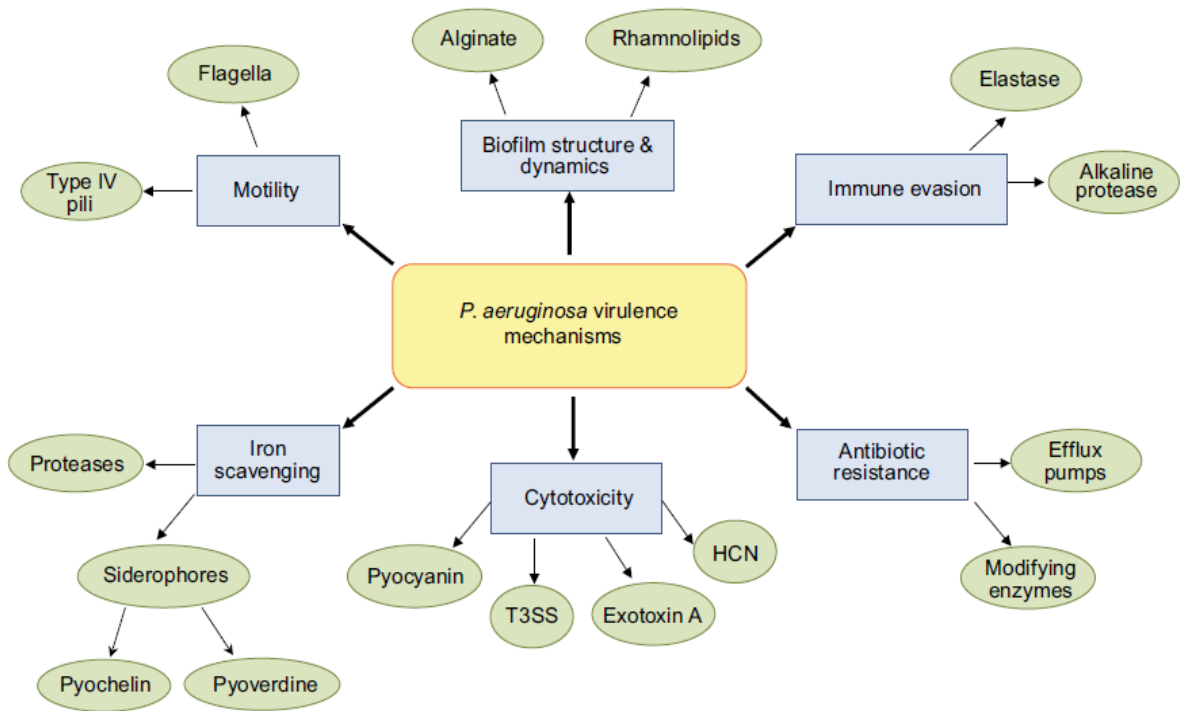 Alginate
Rhamnolipids
Flagella
Elastase
Biofilm structure &
dynamics
Type IV
pili
Motility
Immune evasion
Alkaline
protease
P. aeruginosa virulence
mechanisms
Iron
scavenging
Proteases
Antibiotic
resistance
Efflux
pumps
Cytotoxicity
Siderophores
Pyocyanin
HCN
Modifying
enzymes
T3SS
Exotoxin A
Pyochelin
Pyoverdine